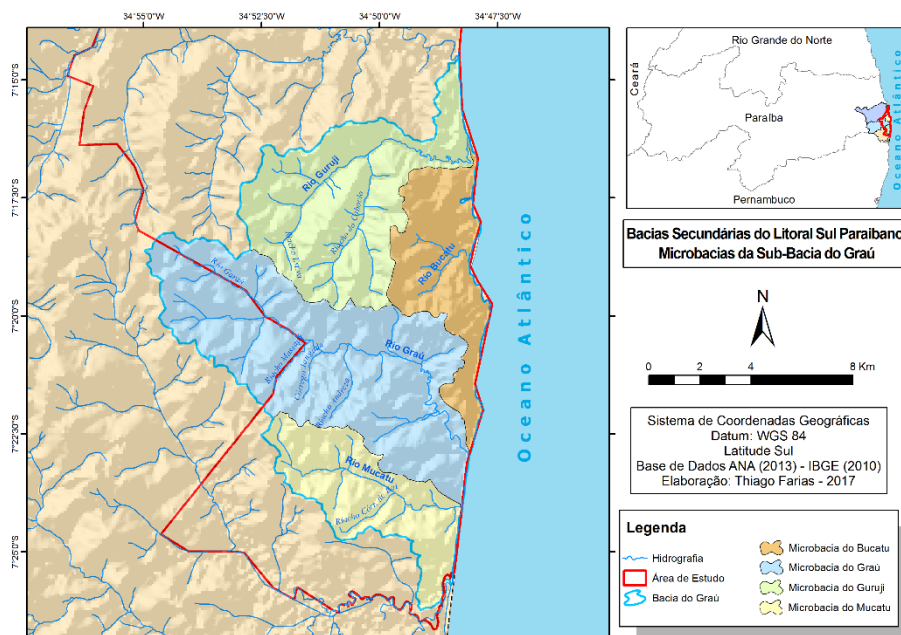 34°55'0"W 34°52'30"W 34°50'0"W 34°47'30"W
7°15'0"S
7°17'30"S
7°20'0"S
7°22'30"S
7°25'0"S
Rio Guruji
Rio Bucatu
Rio Graú
Riacho Andreza
Rio Mucatu
Oceano Atlântico
Rio Grande do Norte
Ceará
Paraíba
Pernambuco
Oceano Atlântico
Bacias Secundárias do Litoral Sul Paraibano
Microbacias da Sub-Bacia do Graú
N
0 2 4 8 Km
Sistema de Coordenadas Geográficas
Datum: WGS 84
Latitude Sul
Base de Dados ANA (2013) - IBGE (2010)
Elaboração: Thiago Farias - 2017
Legenda
Hidrografia
Área de Estudo
Bacia do Graú
Microbacia do Bucatu
Microbacia do Graú
Microbacia do Guruji
Microbacia do Mucatu